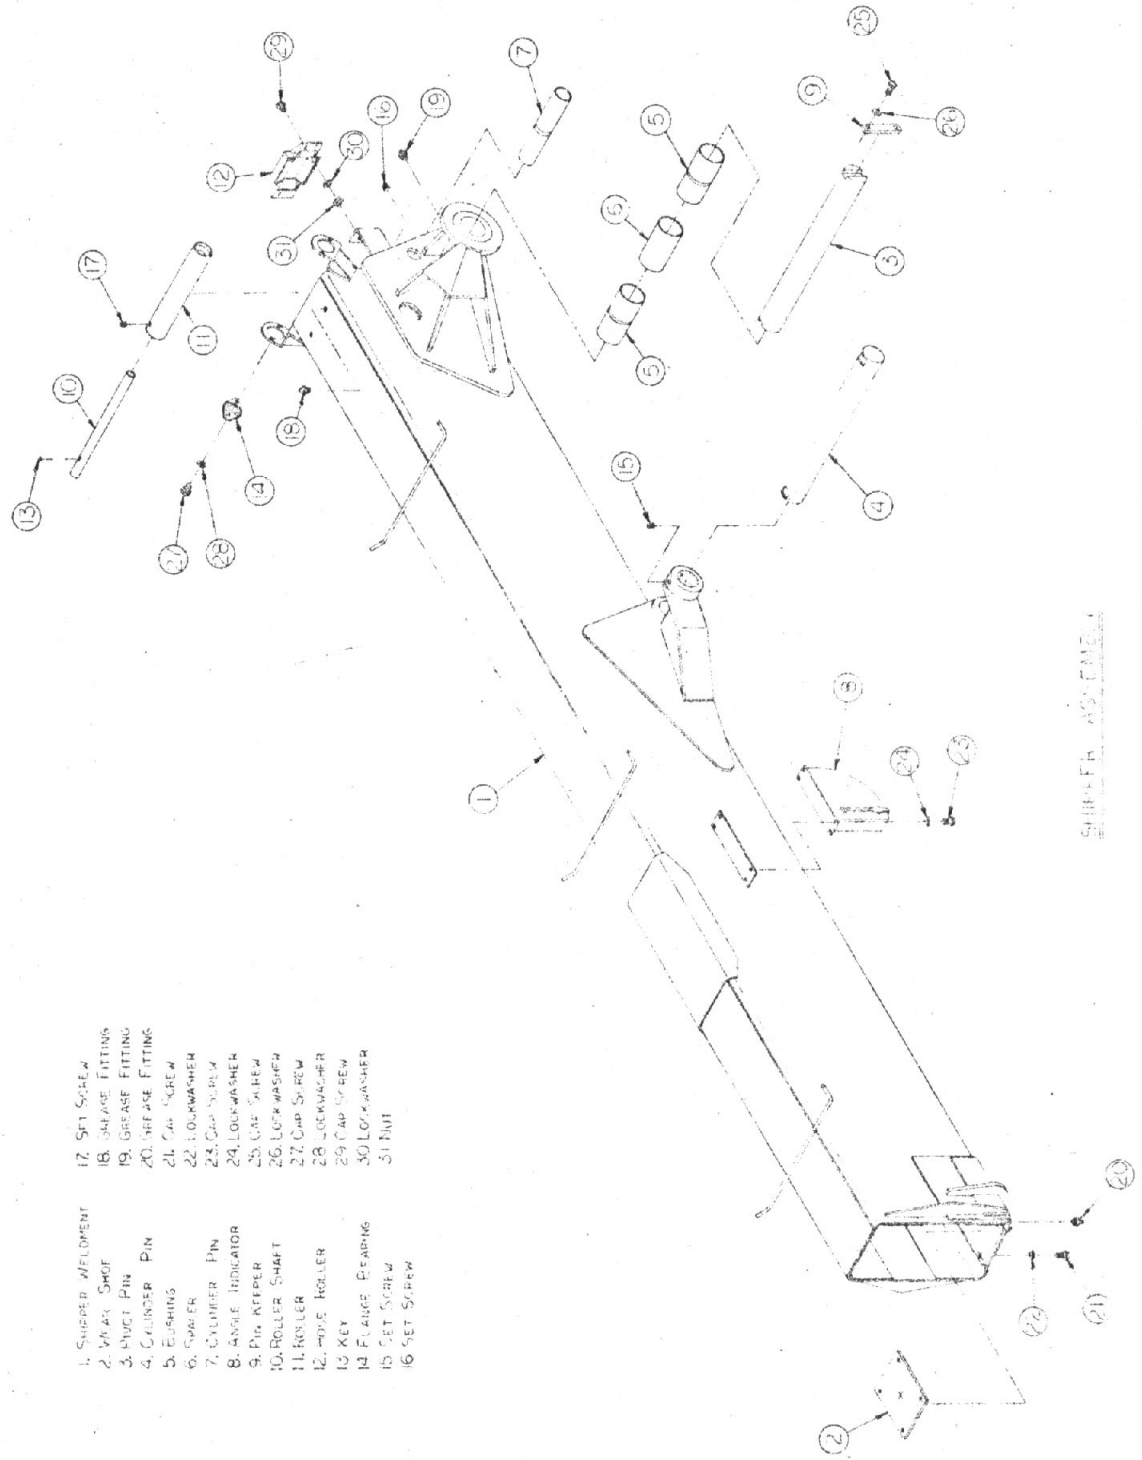 1. SHIPPER WELDMENT
2. WEAR SHOE
3. PIVOT PIN
4. CYLINDER PIN
5. BUSHING
6. SPACER
7. CYLINDER PIN
8. ANGLE INDICATOR
9. PIN KEEPER
10. ROLLER SHAFT
11. ROLLER
12. HOSE ROLLER
13 KEY
14 FLANGE BEARING
15 SET SCREW
16 SET SCREW
17. SET SCREW
18. GREASE FITTING
19. GREASE FITTING
20. GREASE FITTING
21. CAP SCREW
22. LOCKWASHER
23. CAP SCREW
24. LOCKWASHER
25. CAP SCREW
26. LOCKWASHER
27. CAP SCREW
28 LOCKWASHER
29 CAP SCREW
30 LOCKWASHER
31 NUT
13
10
17
11
27
28
14
18
12
29
31
30
16
19
7
5
6
5
9
25
26
3
15
4
1
8
24
23
2
22
21
20
SHIPPER ASSEMBLY